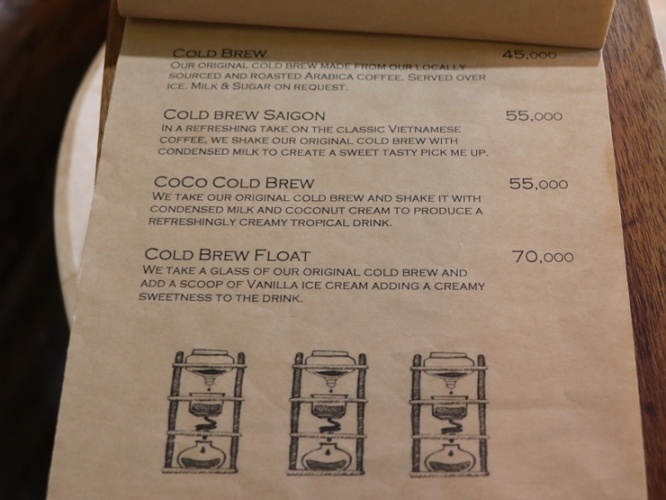 Cold Brew 45,000
Our original cold brew made from our locally
sourced and roasted Arabica coffee. Served over
ice. Milk & Sugar on request.
Cold brew Saigon 55,000
In a refreshing take on the classic Vietnamese
coffee, we shake our original cold brew with
condensed milk to create a sweet tasty pick me up.
CoCo Cold Brew 55,000
We take our original cold brew and shake it with
condensed milk and coconut cream to produce a
refreshingly creamy tropical drink.
Cold Brew Float 70,000
We take a glass of our original cold brew and
add a scoop of Vanilla ice cream adding a creamy
sweetness to the drink.